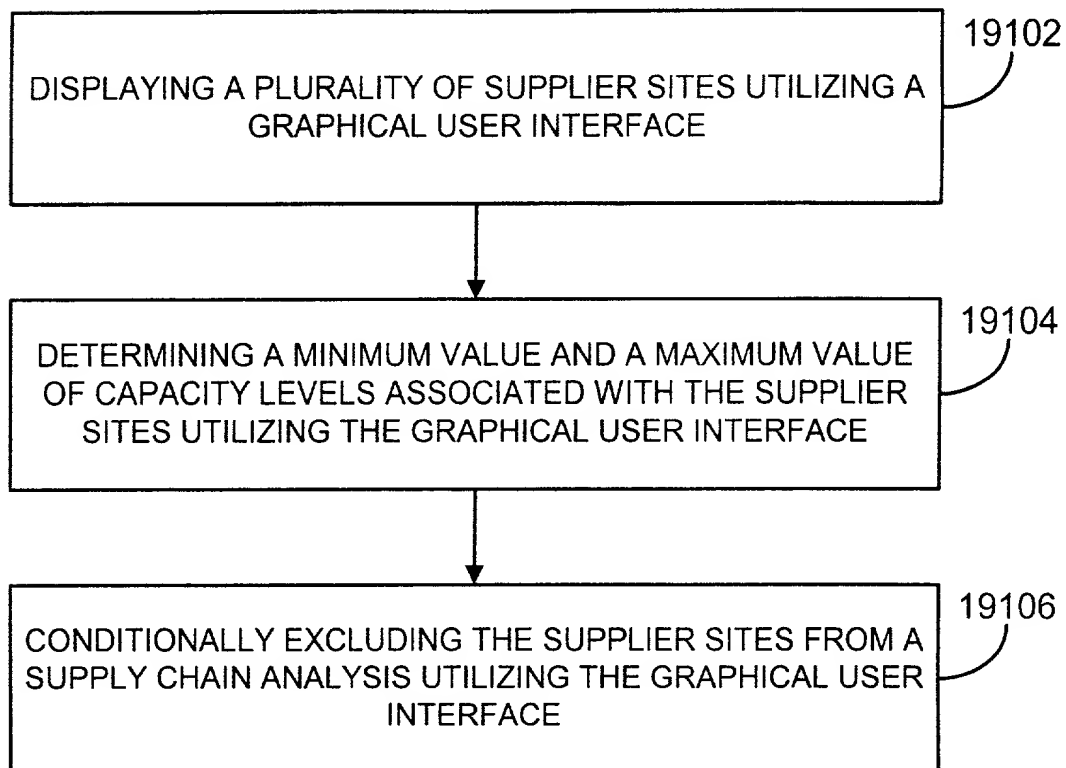 19102
DISPLAYING A PLURALITY OF SUPPLIER SITES UTILIZING A
GRAPHICAL USER INTERFACE
19104
DETERMINING A MINIMUM VALUE AND A MAXIMUM VALUE
OF CAPACITY LEVELS ASSOCIATED WITH THE SUPPLIER
SITES UTILIZING THE GRAPHICAL USER INTERFACE
19106
CONDITIONALLY EXCLUDING THE SUPPLIER SITES FROM A
SUPPLY CHAIN ANALYSIS UTILIZING THE GRAPHICAL USER
INTERFACE